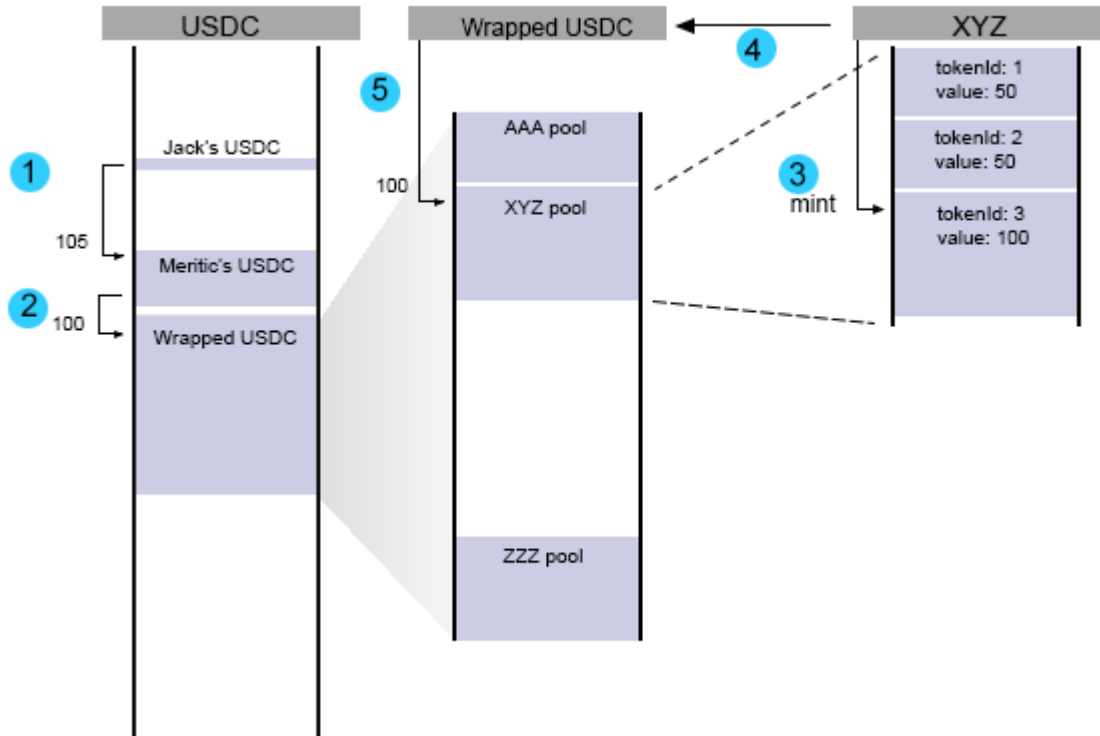 USDC
Wrapped USDC
XYZ
4
5
tokenId: 1
value: 50
AAA pool
Jack's USDC
1
tokenId: 2
value: 50
3
mint
100
XYZ pool
tokenId: 3
value: 100
105
Meritic's USDC
2
100
Wrapped USDC
ZZZ pool